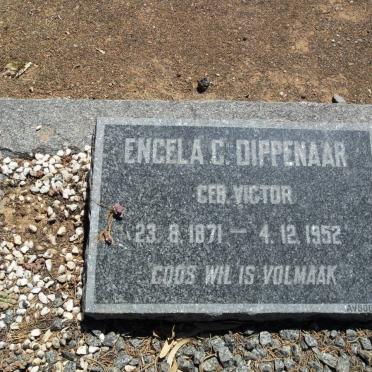 ENGELA C. DIPPENAAR
GEB. VICTOR
23.8.1871 — 4.12.1952
GODS WIL IS VOLMAAK